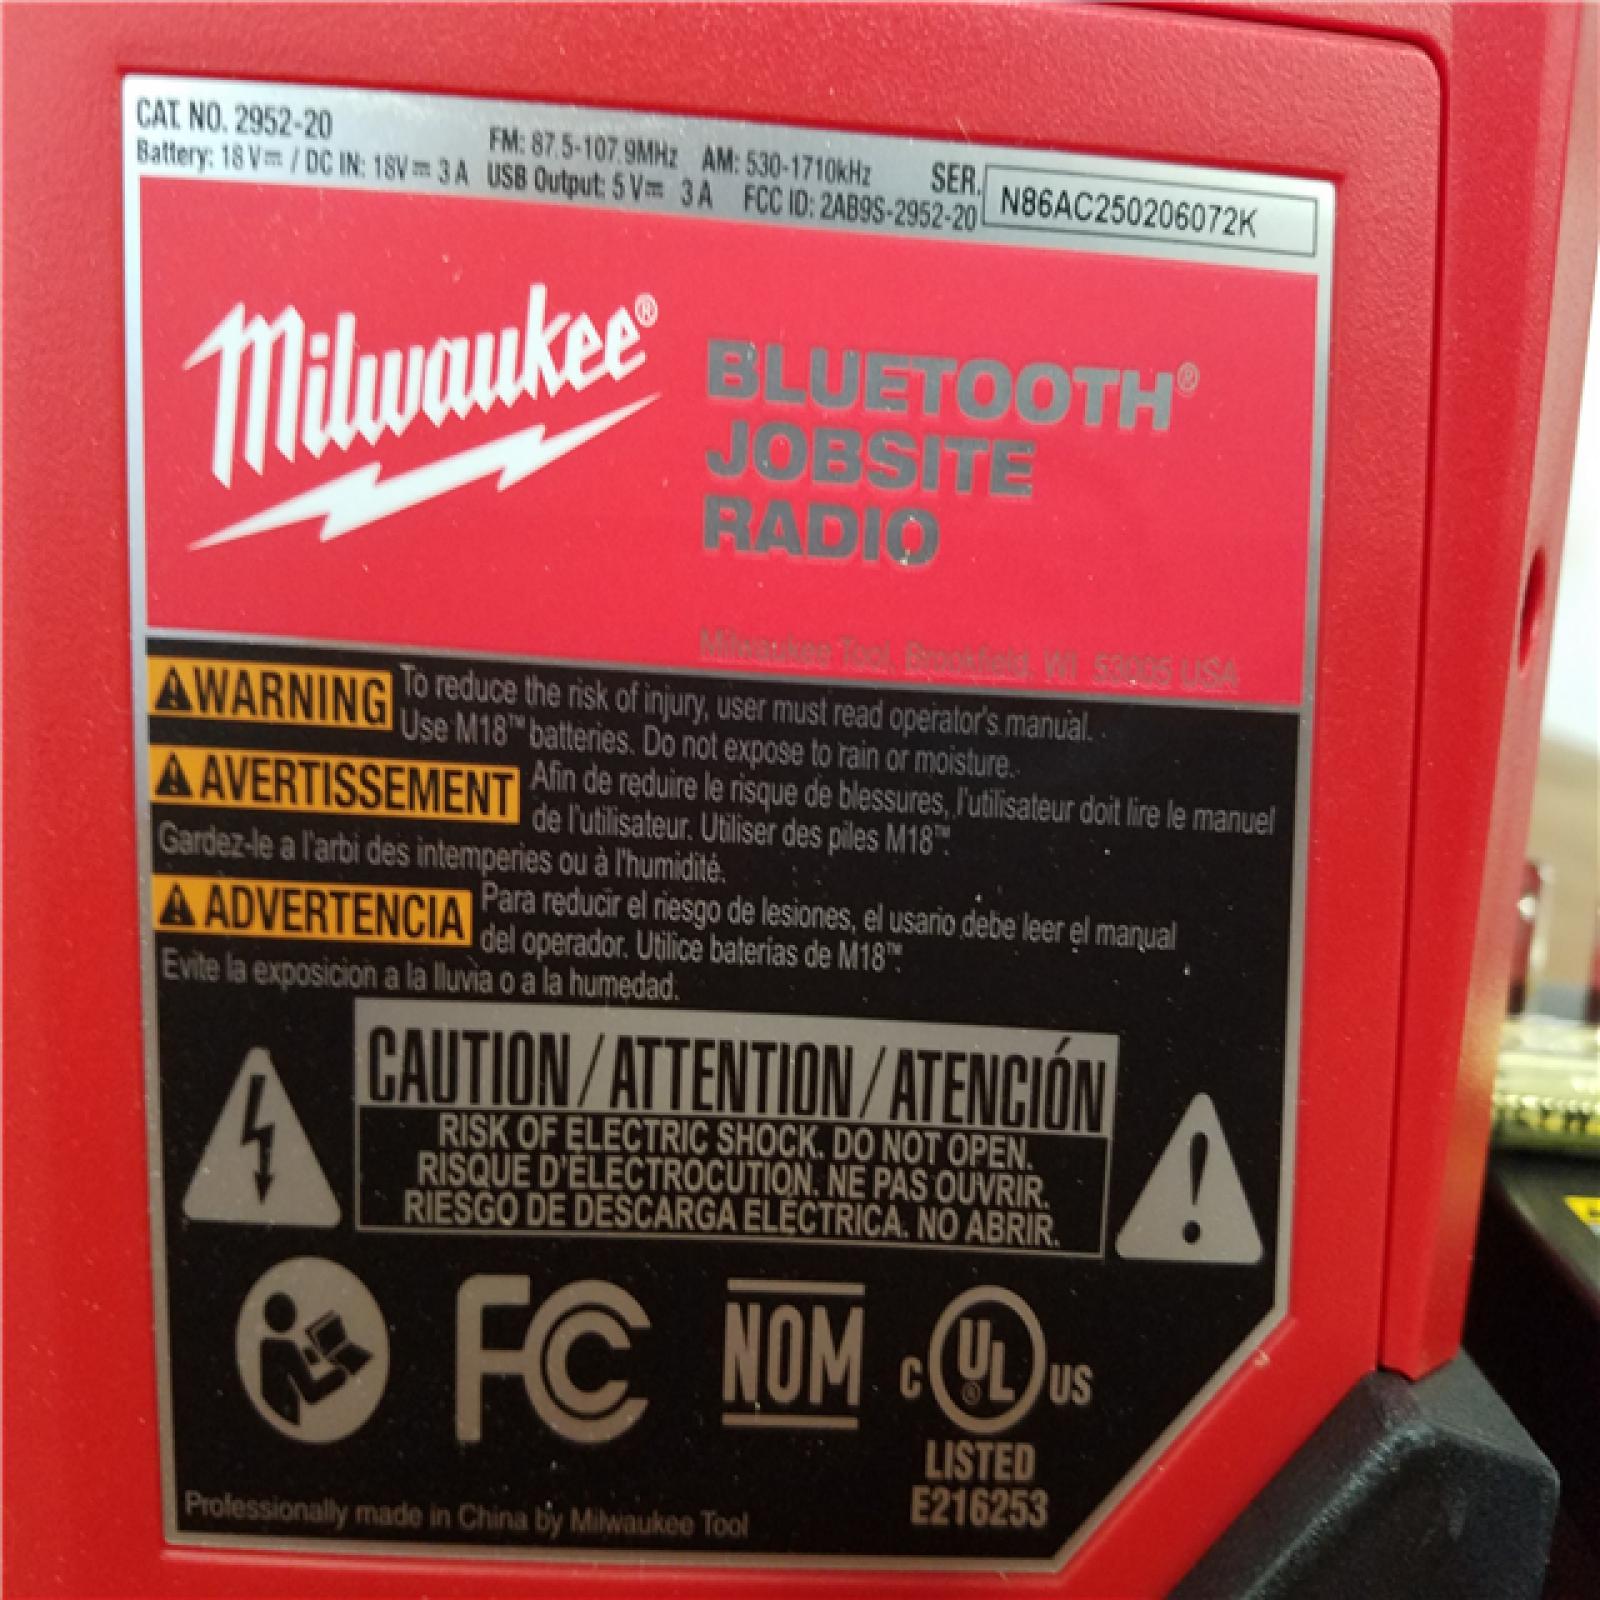 CAT. NO. 2952-20
FM: 87.5-107.9MHz AM: 530-1710kHz SER. N86AC250206072K
Battery: 18 V⎓ / DC IN: 18V⎓ 3 A USB Output: 5 V⎓ 3 A FCC ID: 2AB9S-2952-20
Milwaukee®
BLUETOOTH®
JOBSITE
RADIO
Milwaukee Tool, Brookfield, WI 53005 USA
⚠WARNING To reduce the risk of injury, user must read operator's manual.
Use M18™ batteries. Do not expose to rain or moisture.
⚠AVERTISSEMENT Afin de reduire le risque de blessures, l'utilisateur doit lire le manuel
de l'utilisateur. Utiliser des piles M18™.
Gardez-le a l'arbi des intemperies ou à l'humidité.
⚠ADVERTENCIA Para reducir el riesgo de lesiones, el usario debe leer el manual
del operador. Utilice baterias de M18™.
Evite la exposicion a la lluvia o a la humedad.
CAUTION / ATTENTION / ATENCIÓN
RISK OF ELECTRIC SHOCK. DO NOT OPEN.
RISQUE D'ÉLECTROCUTION. NE PAS OUVRIR.
RIESGO DE DESCARGA ELÉCTRICA. NO ABRIR.
FC NOM C UL® US
LISTED
E216253
Professionally made in China by Milwaukee Tool